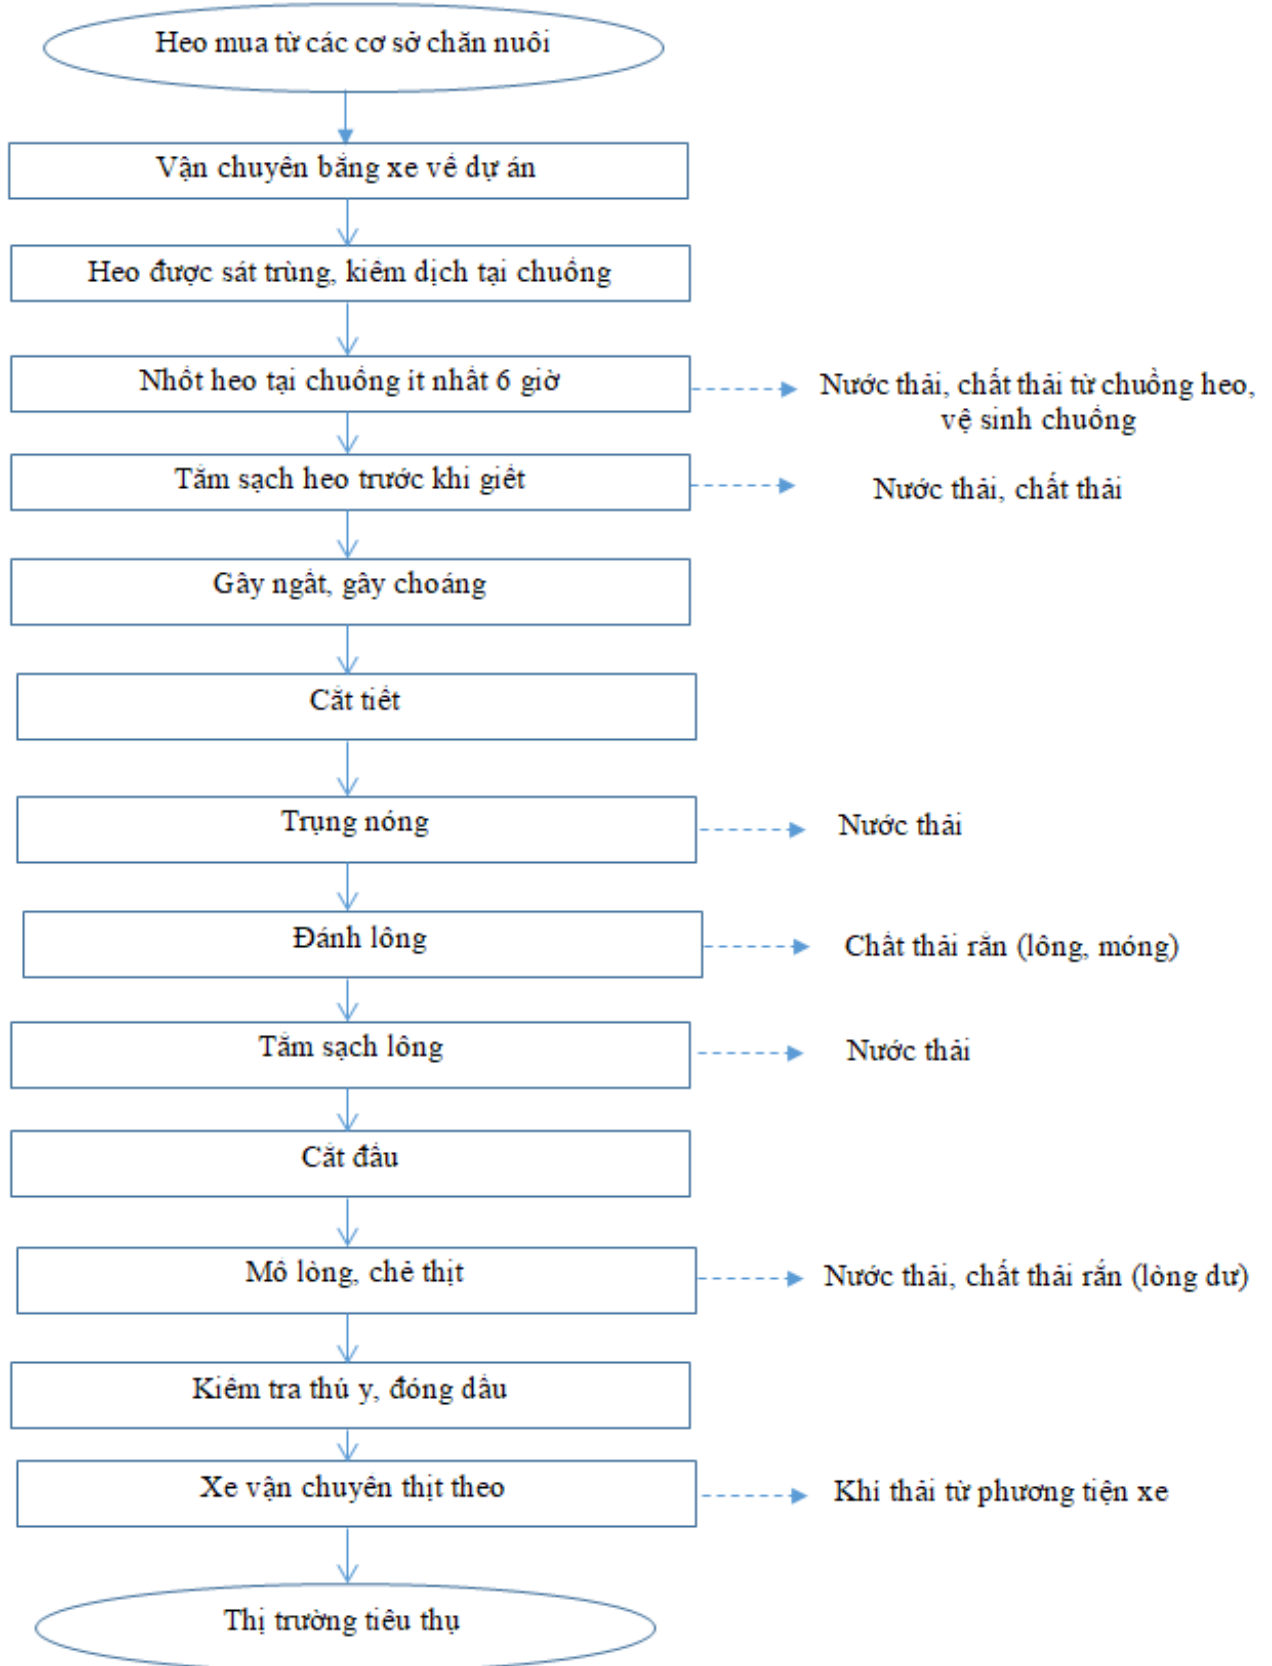 Heo mua từ các cơ sở chăn nuôi
Vận chuyển bằng xe về dự án
Heo được sát trùng, kiểm dịch tại chuồng
Nhốt heo tại chuồng ít nhất 6 giờ
Nước thải, chất thải từ chuồng heo,
vệ sinh chuồng
Tắm sạch heo trước khi giết
Nước thải, chất thải
Gây ngất, gây choáng
Cắt tiết
Trụng nóng
Nước thải
Đánh lông
Chất thải rắn (lông, móng)
Tắm sạch lông
Nước thải
Cắt đầu
Mổ lòng, chẻ thịt
Nước thải, chất thải rắn (lòng dư)
Kiểm tra thú y, đóng dấu
Xe vận chuyển thịt theo
Khí thải từ phương tiện xe
Thị trường tiêu thụ